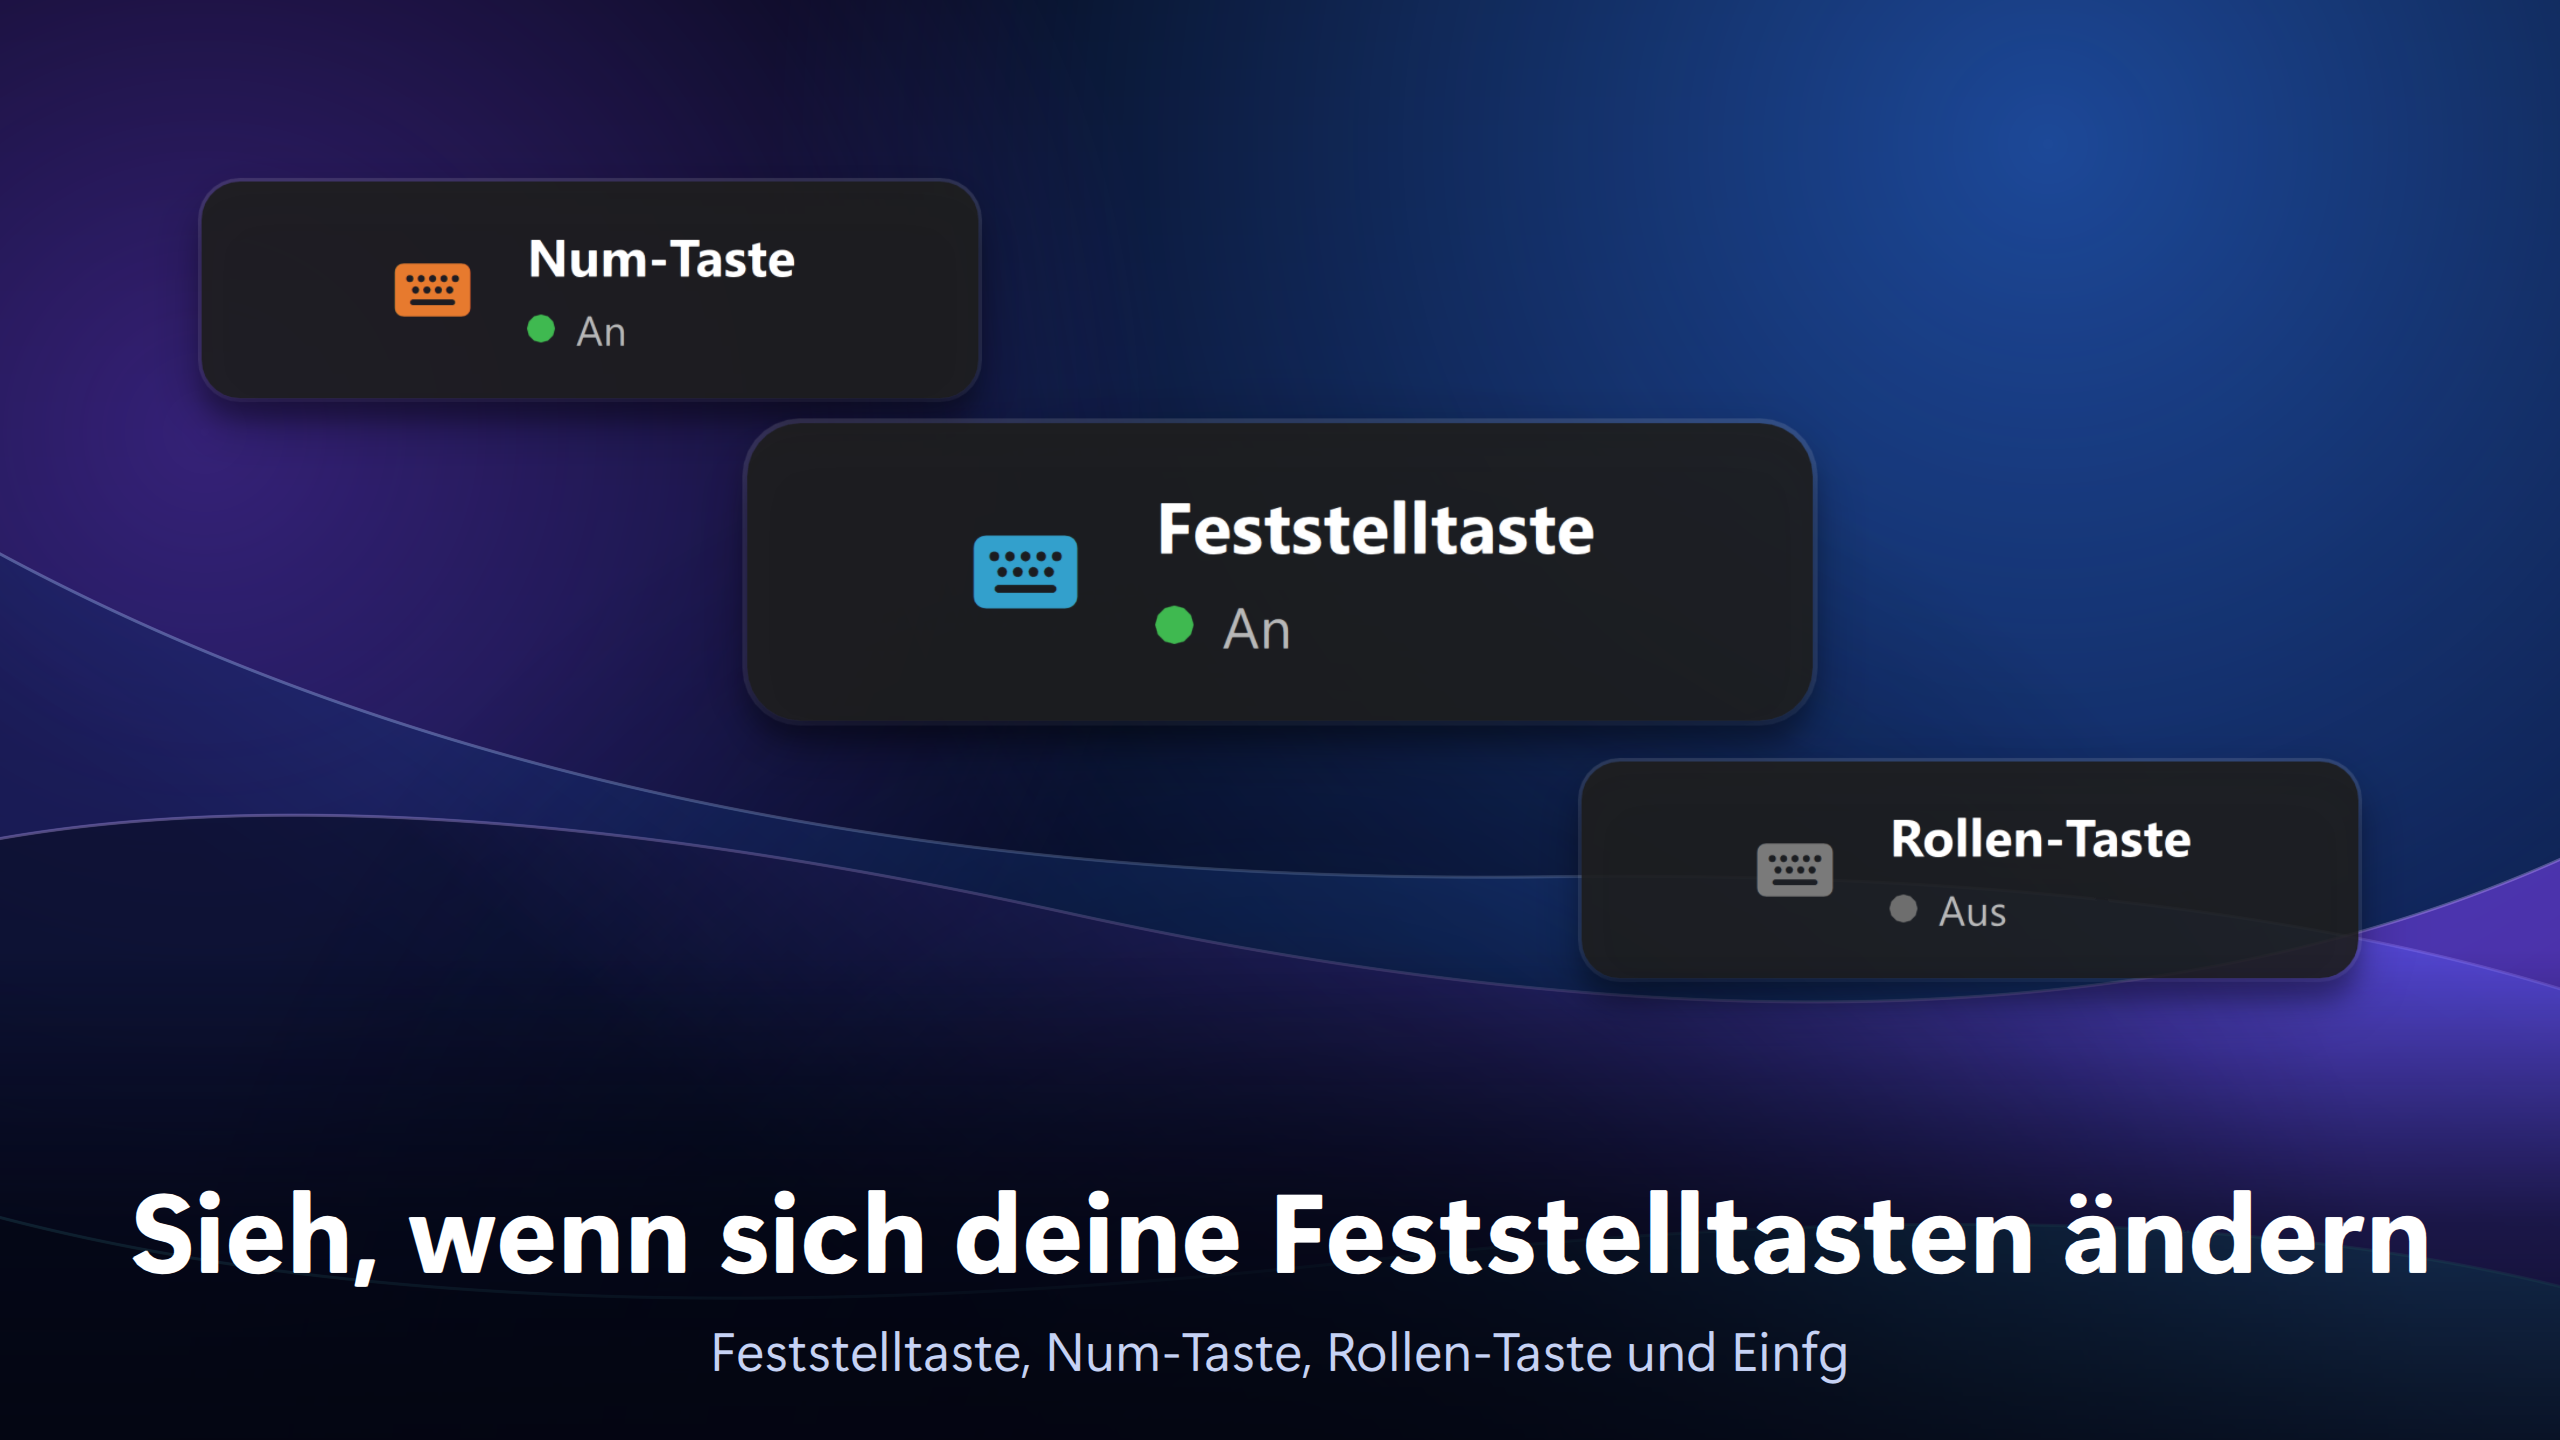 Num-Taste
An
Feststelltaste
An
Rollen-Taste
Aus
Sieh, wenn sich deine Feststelltasten ändern
Feststelltaste, Num-Taste, Rollen-Taste und Einfg